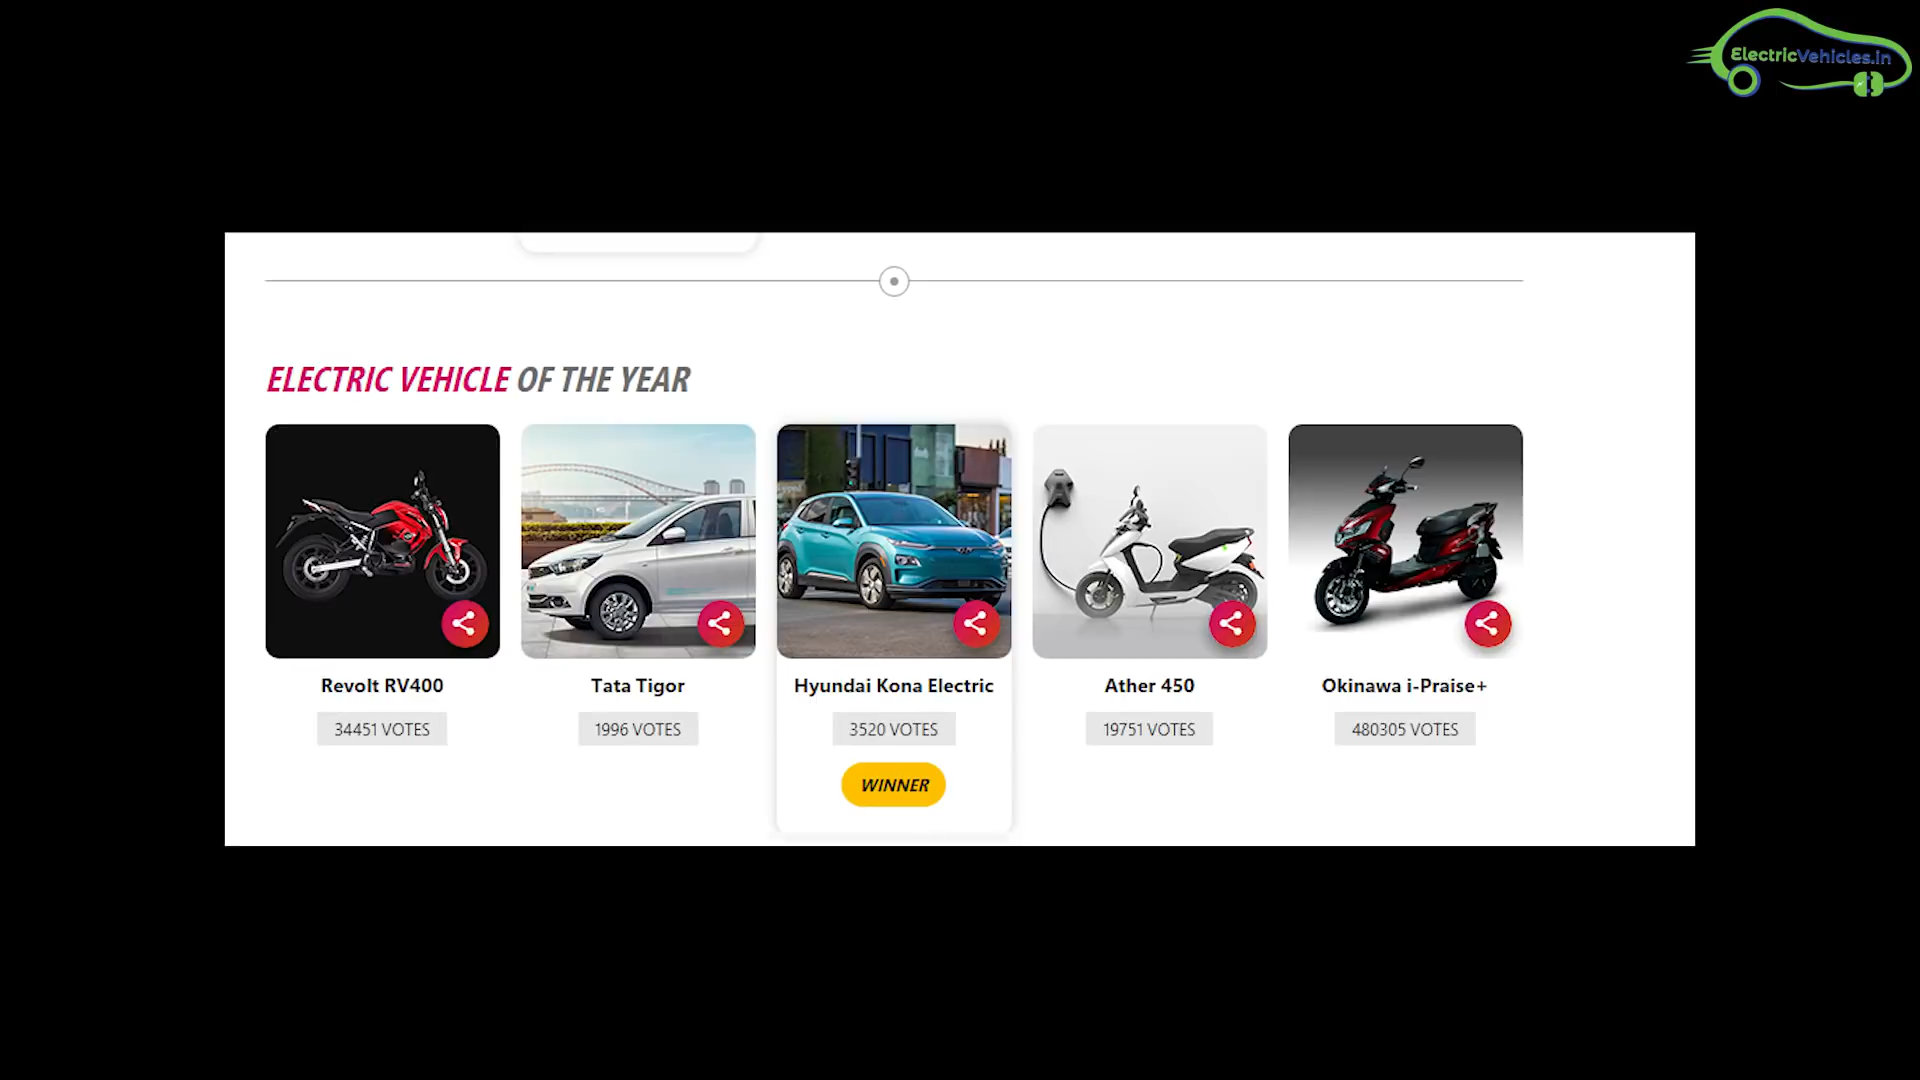 ElectricVehicles.in
ELECTRIC VEHICLE OF THE YEAR
Revolt RV400
34451 VOTES
Tata Tigor
1996 VOTES
Hyundai Kona Electric
3520 VOTES
WINNER
Ather 450
19751 VOTES
Okinawa i-Praise+
480305 VOTES